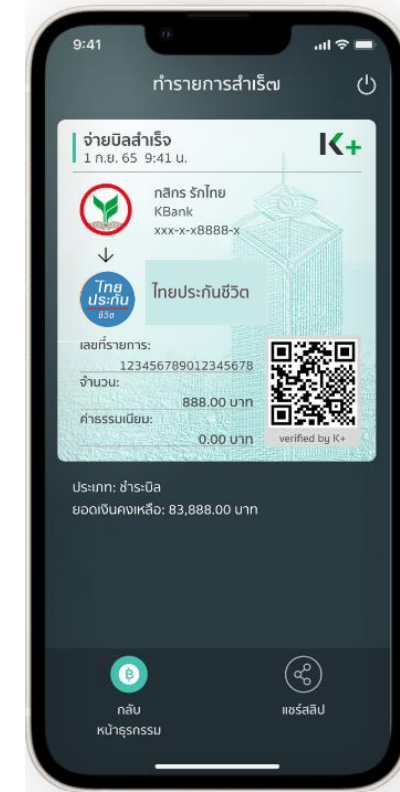 9:41
ทำรายการสำเร็ฃ
จ่ายบิลสำเร็จ
1 ก.ย. 65 9:41 น.
K+
กสิกร รักไทย
KBank
xxx-x-x8888-x
ไทย
ประกัน
ชีวิต
ไทยประกันชีวิต
เลขที่รายการ:
123456789012345678
จำนวน:
888.00 บาท
ค่าธรรมเนียม:
0.00 บาท
verified by K+
ประเภท: ชำระบิล
ยอดเงินคงเหลือ: 83,888.00 บาท
กลับ
หน้าธุรกรรม
แชร์สลิป